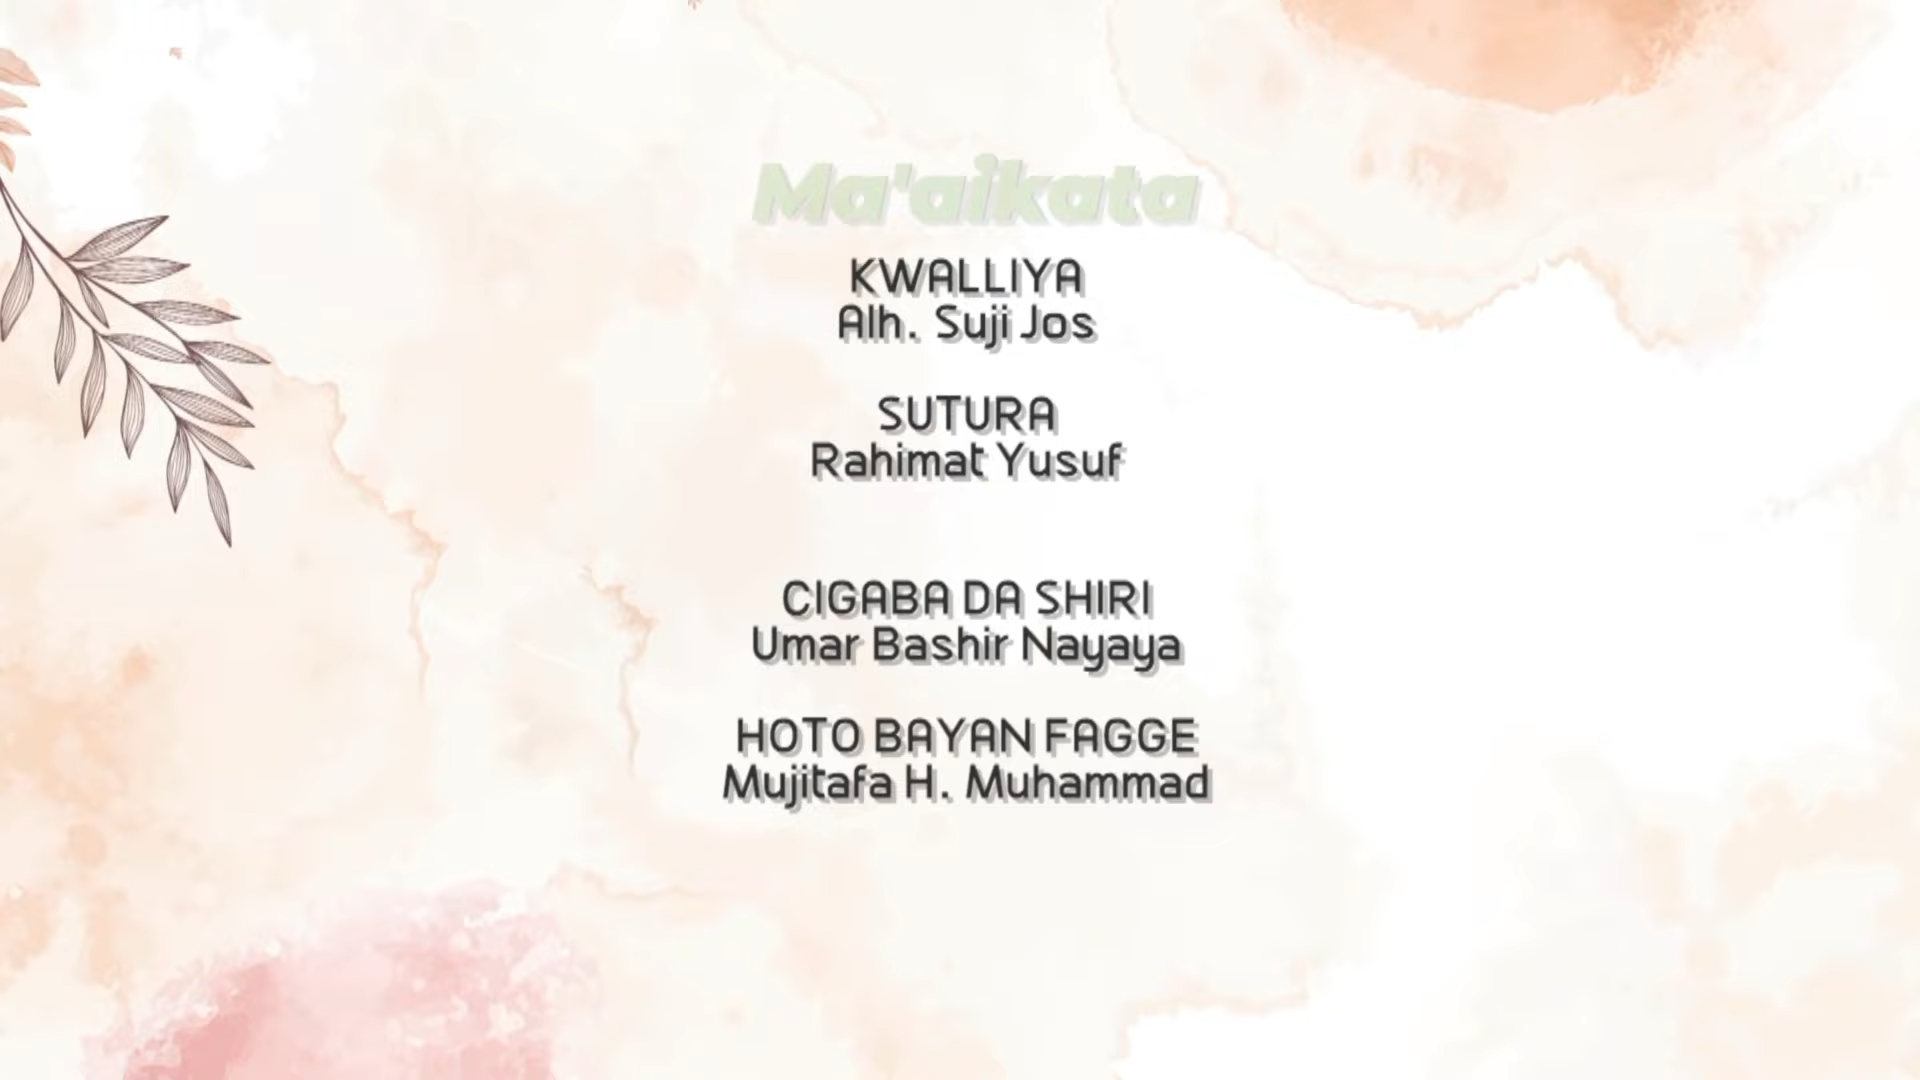 Ma'aikata
KWALLIYA
Alh. Suji Jos
SUTURA
Rahimat Yusuf
CIGABA DA SHIRI
Umar Bashir Nayaya
HOTO BAYAN FAGGE
Mujitafa H. Muhammad